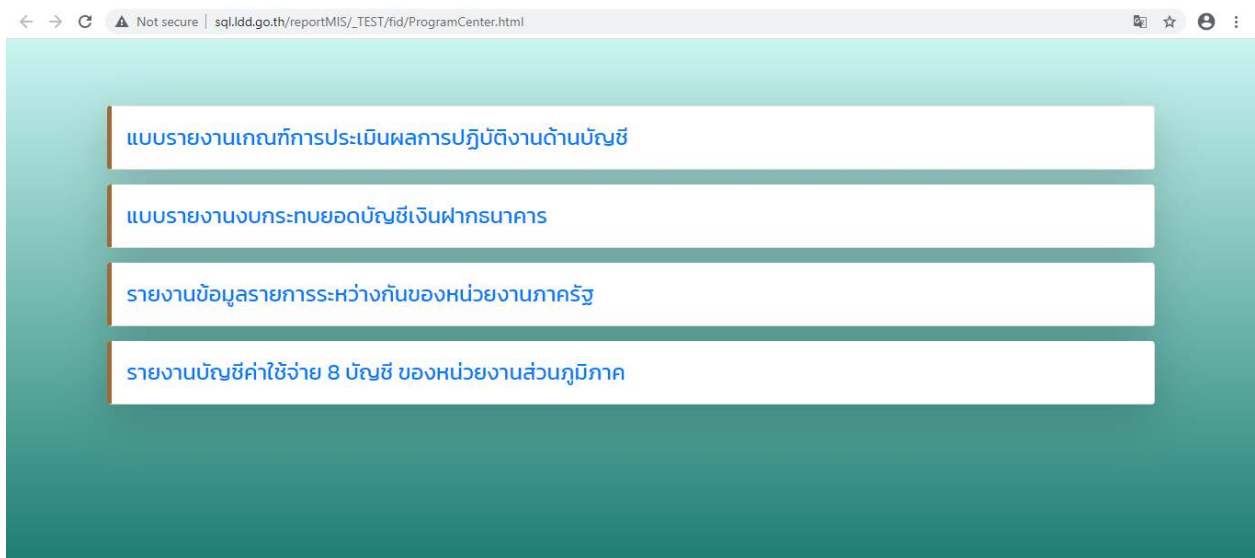 Not secure | sql.ldd.go.th/reportMIS/_TEST/fid/ProgramCenter.html
แบบรายงานเกณฑ์การประเมินผลการปฏิบัติงานด้านบัญชี
แบบรายงานงบกระทบยอดบัญชีเงินฝากธนาคาร
รายงานข้อมูลรายการระหว่างกันของหน่วยงานภาครัฐ
รายงานบัญชีค่าใช้จ่าย 8 บัญชี ของหน่วยงานส่วนภูมิภาค